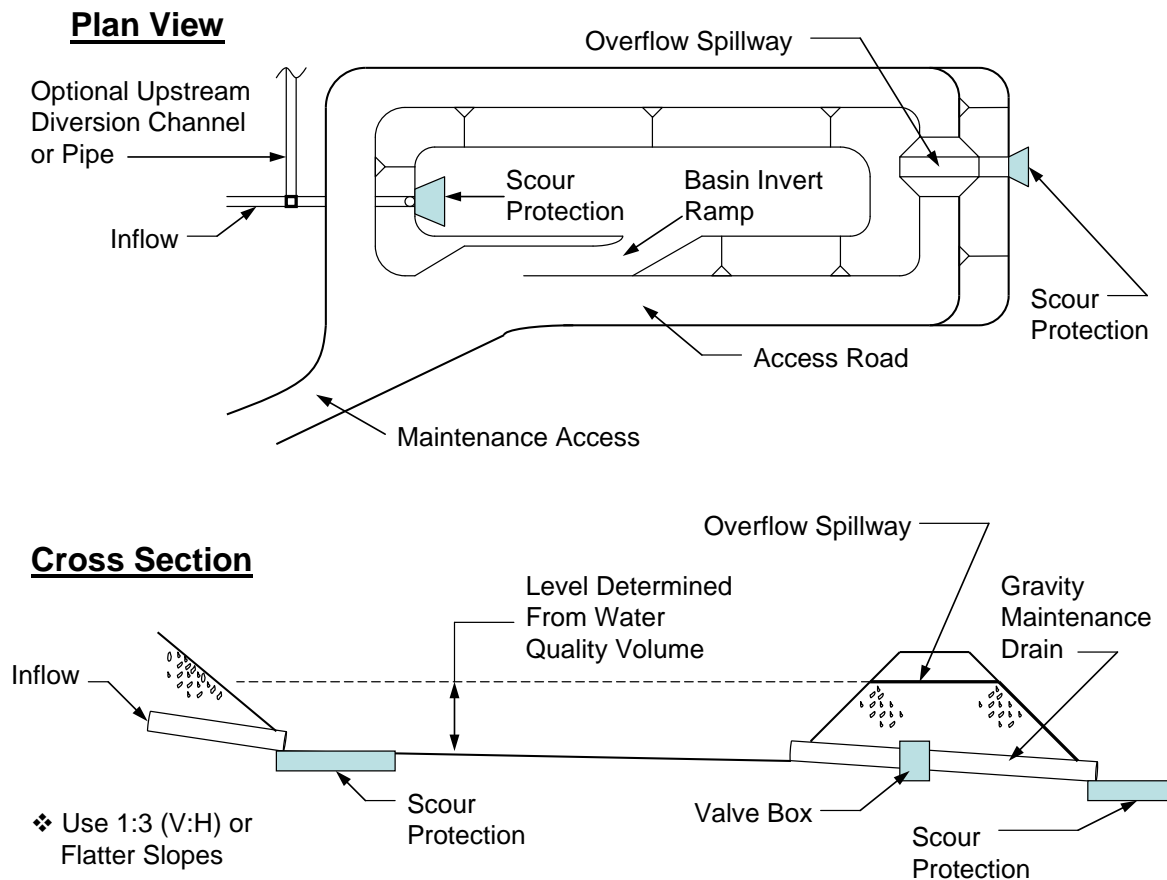 Plan View
Overflow Spillway
Optional Upstream
Diversion Channel
or Pipe
Scour
Protection
Basin Invert
Ramp
Inflow
Scour
Protection
Access Road
Maintenance Access
Overflow Spillway
Cross Section
Level Determined
From Water
Quality Volume
Gravity
Maintenance
Drain
Inflow
Scour
Protection
Valve Box
Scour
Protection
❖ Use 1:3 (V:H) or
Flatter Slopes